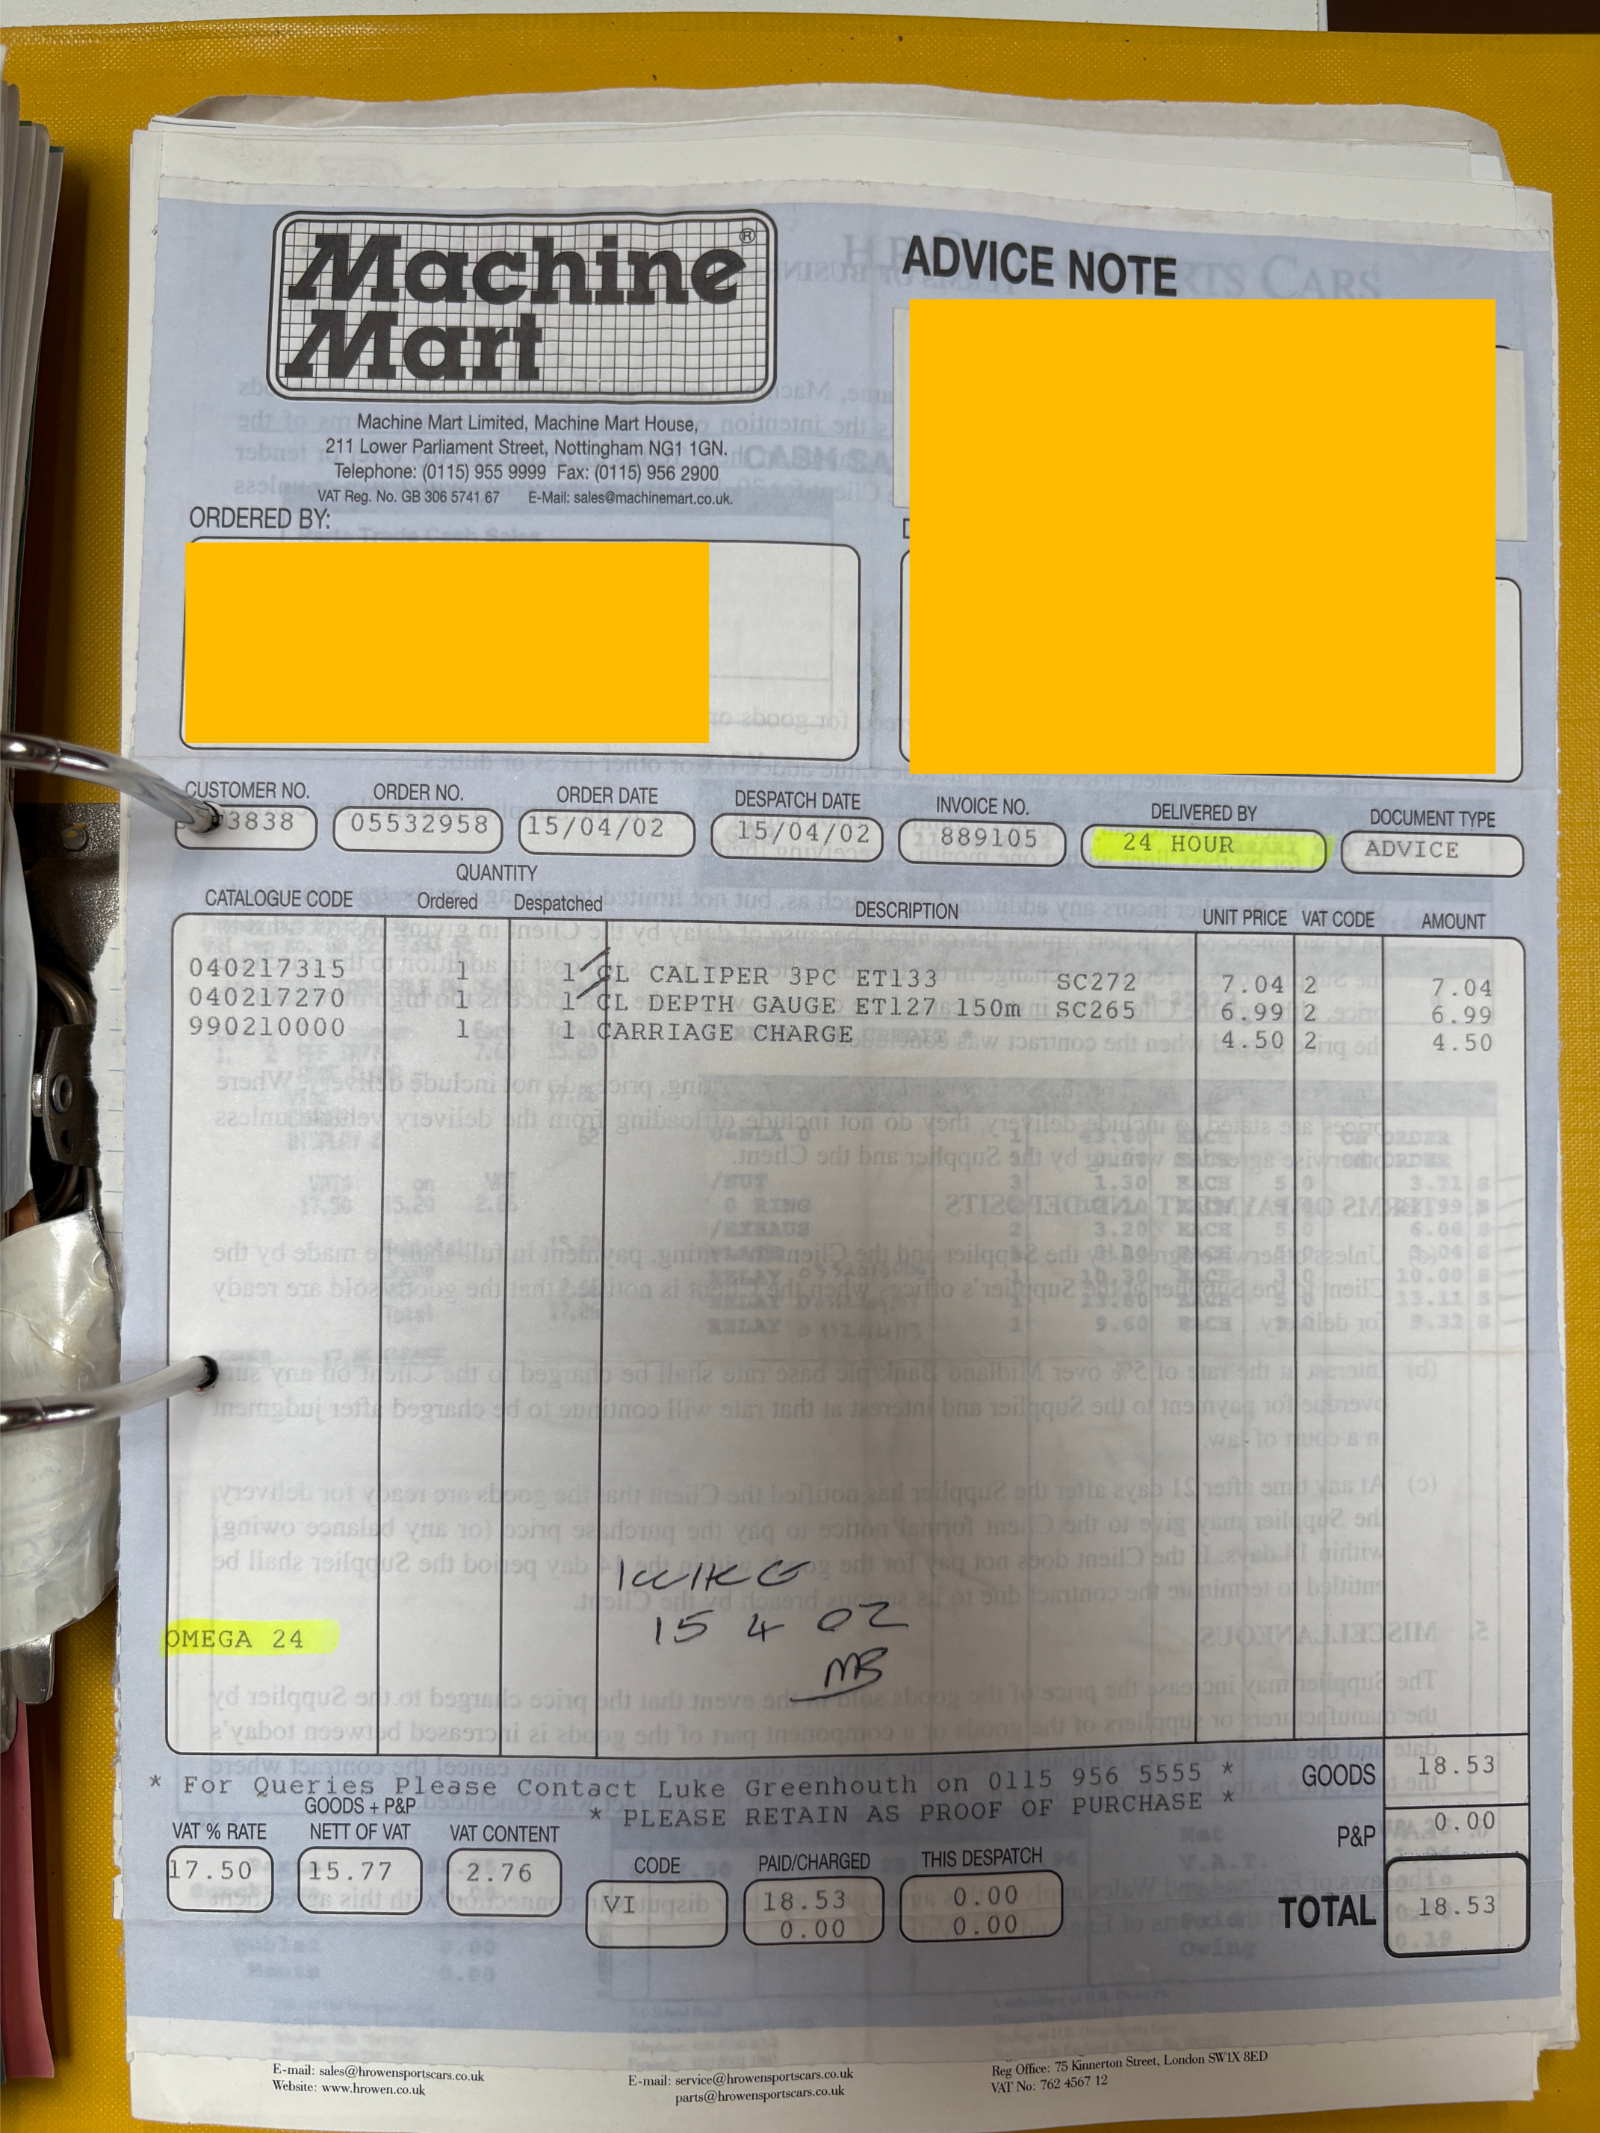 Machine Mart ®
Machine Mart Limited, Machine Mart House,
211 Lower Parliament Street, Nottingham NG1 1GN.
Telephone: (0115) 955 9999 Fax: (0115) 956 2900
VAT Reg. No. GB 306 5741 67 E-Mail: sales@machinemart.co.uk.
ADVICE NOTE
ORDERED BY:
CUSTOMER NO. ORDER NO. ORDER DATE DESPATCH DATE INVOICE NO. DELIVERED BY DOCUMENT TYPE
3838 05532958 15/04/02 15/04/02 889105 24 HOUR ADVICE
QUANTITY
CATALOGUE CODE Ordered Despatched DESCRIPTION UNIT PRICE VAT CODE AMOUNT
040217315 1 1 CL CALIPER 3PC ET133 SC272 7.04 2 7.04
040217270 1 1 CL DEPTH GAUGE ET127 150m SC265 6.99 2 6.99
990210000 1 1 CARRIAGE CHARGE 4.50 2 4.50
15 4 02
MB
OMEGA 24
* For Queries Please Contact Luke Greenhouth on 0115 956 5555 *
* PLEASE RETAIN AS PROOF OF PURCHASE *
GOODS 18.53
P&P 0.00
TOTAL 18.53
GOODS + P&P
VAT % RATE NETT OF VAT VAT CONTENT CODE PAID/CHARGED THIS DESPATCH
17.50 15.77 2.76 VI 18.53 0.00
0.00 0.00
E-mail: sales@hrowensportscars.co.uk
Website: www.hrowen.co.uk
E-mail: service@hrowensportscars.co.uk
parts@hrowensportscars.co.uk
Reg Office: 75 Kinnerton Street, London SW1X 8ED
VAT No: 762 4567 12